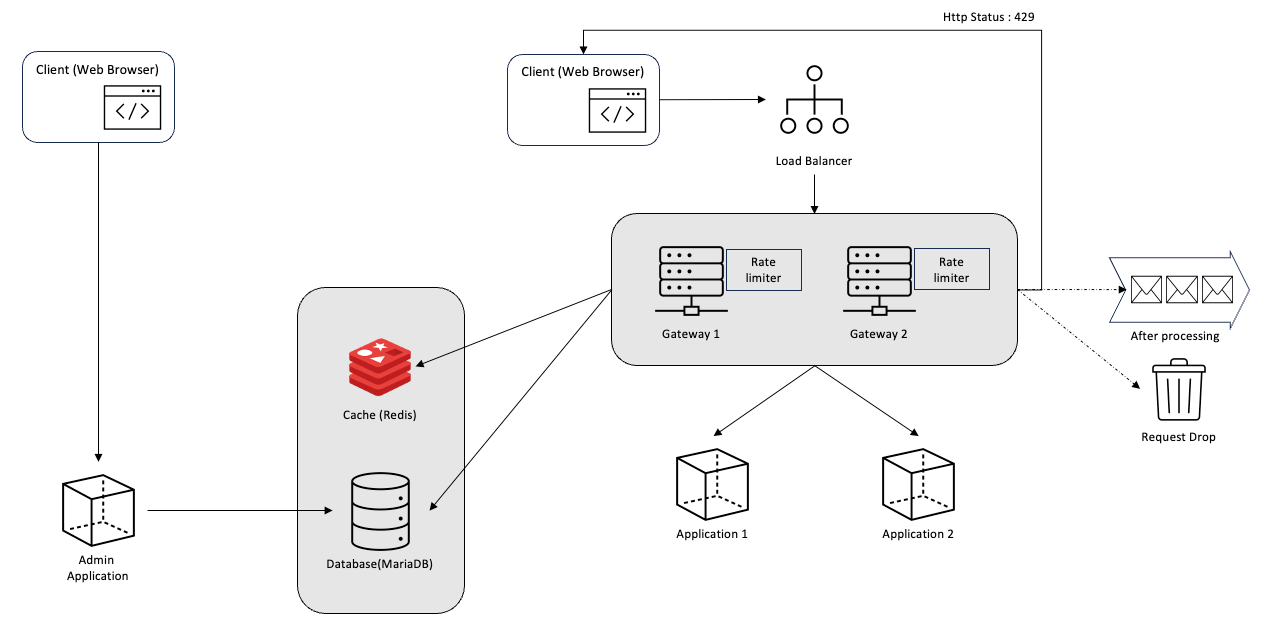 Http Status : 429
Client (Web Browser)
</>
Client (Web Browser)
</>
Load Balancer
Rate
limiter
Rate
limiter
Gateway 1
Gateway 2
After processing
Cache (Redis)
Request Drop
Application 1
Application 2
Admin
Application
Database(MariaDB)